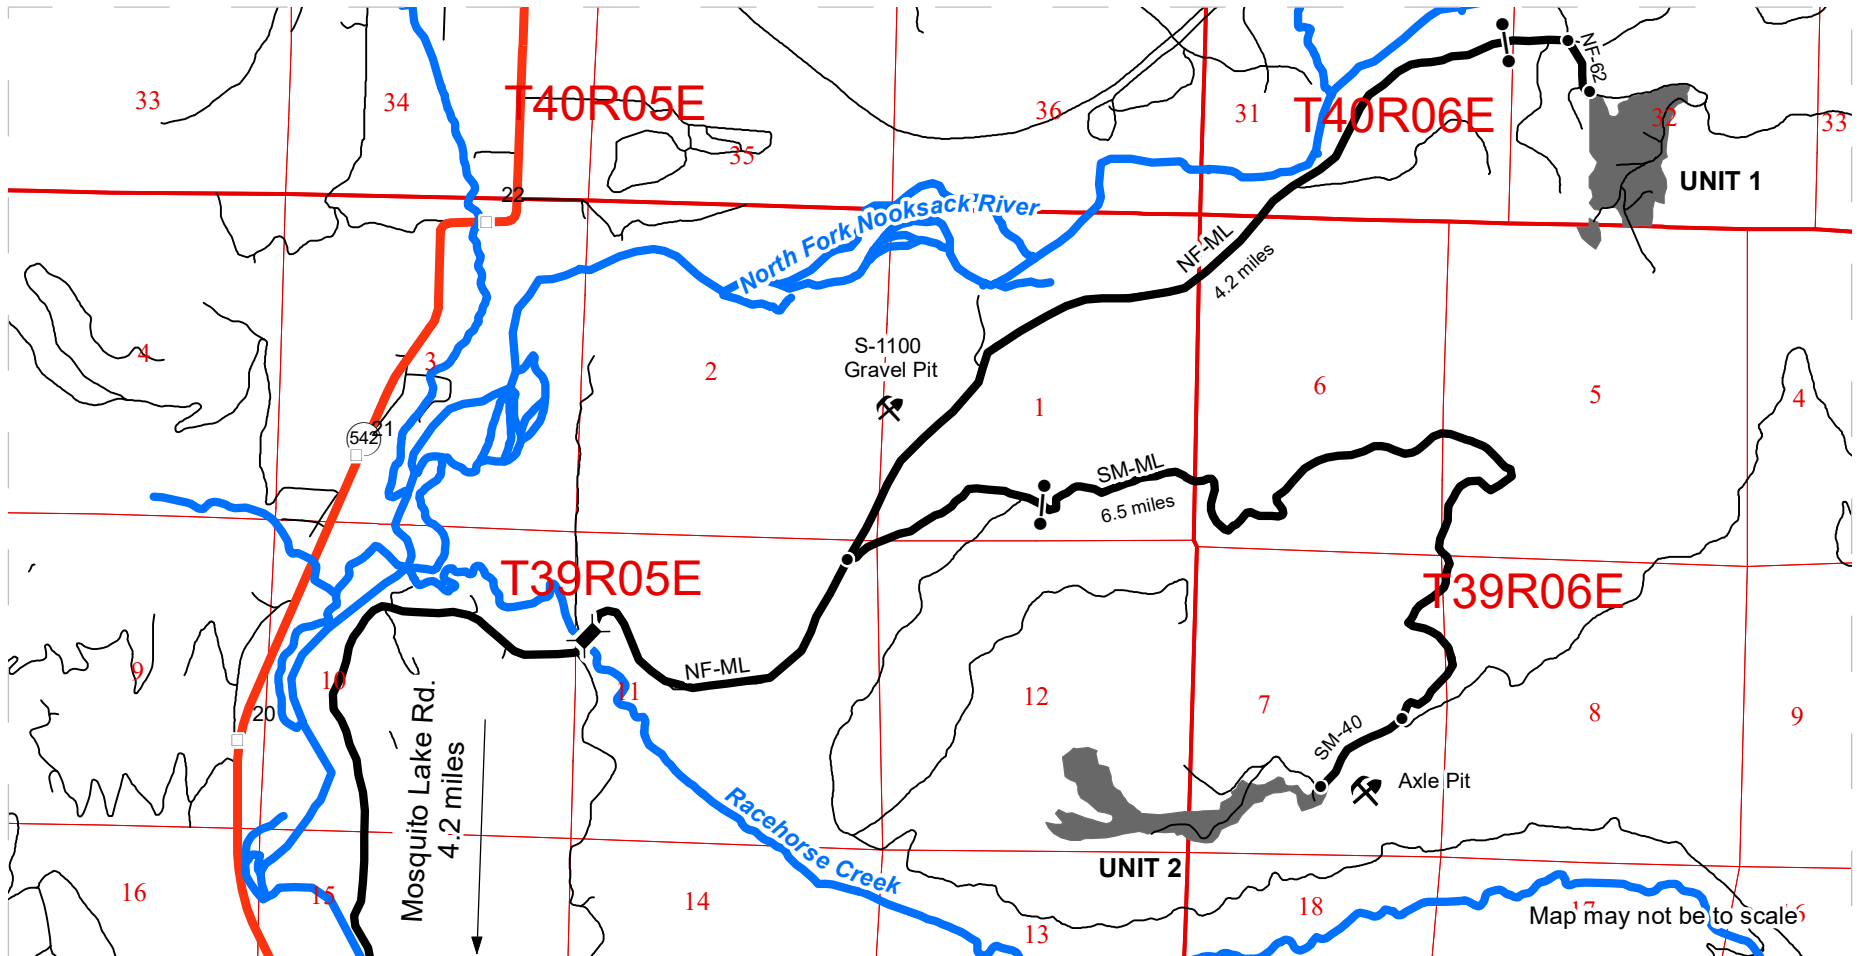 33
34
T40R05E
35
36
31
T40R06E
NF-62
32
33
UNIT 1
22
North Fork Nooksack River
NF-ML
4.2 miles
4
3
2
S-1100
Gravel Pit
1
6
5
4
542
21
SM-ML
6.5 miles
T39R05E
T39R06E
9
10
20
Mosquito Lake Rd.
4.2 miles
NF-ML
11
12
7
8
9
SM-40
Axle Pit
Racehorse Creek
UNIT 2
16
15
14
13
18
17
16
Map may not be to scale